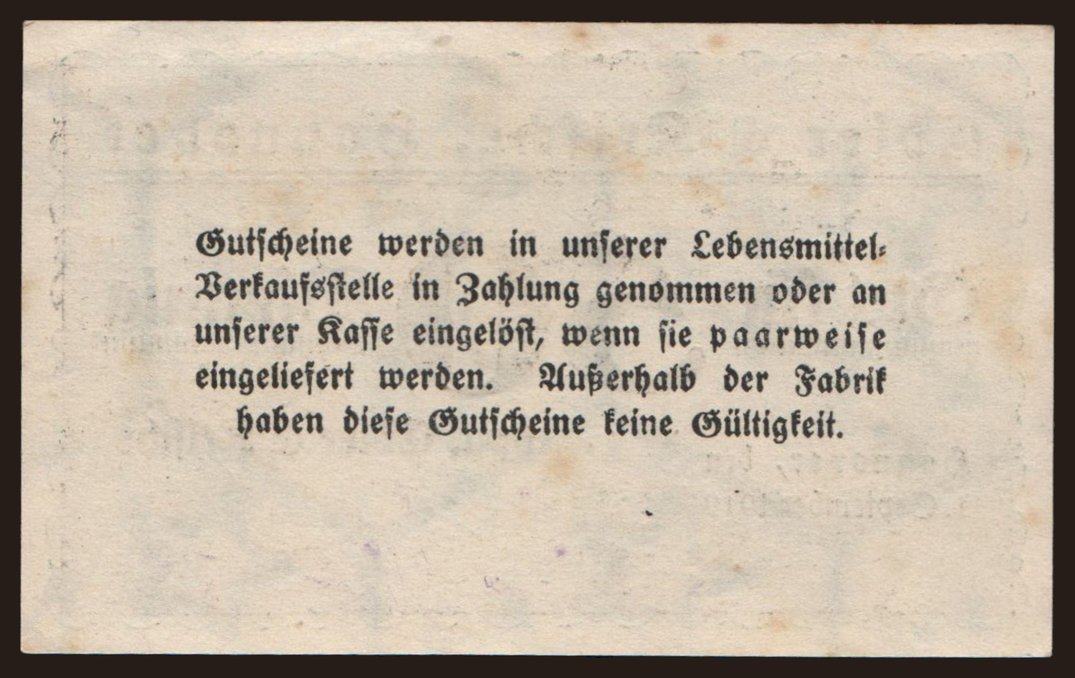 Gutscheine werden in unserer Lebensmittel-
Verkaufsstelle in Zahlung genommen oder an
unserer Kasse eingelöst, wenn sie paarweise
eingeliefert werden. Außerhalb der Fabrik
haben diese Gutscheine keine Gültigkeit.